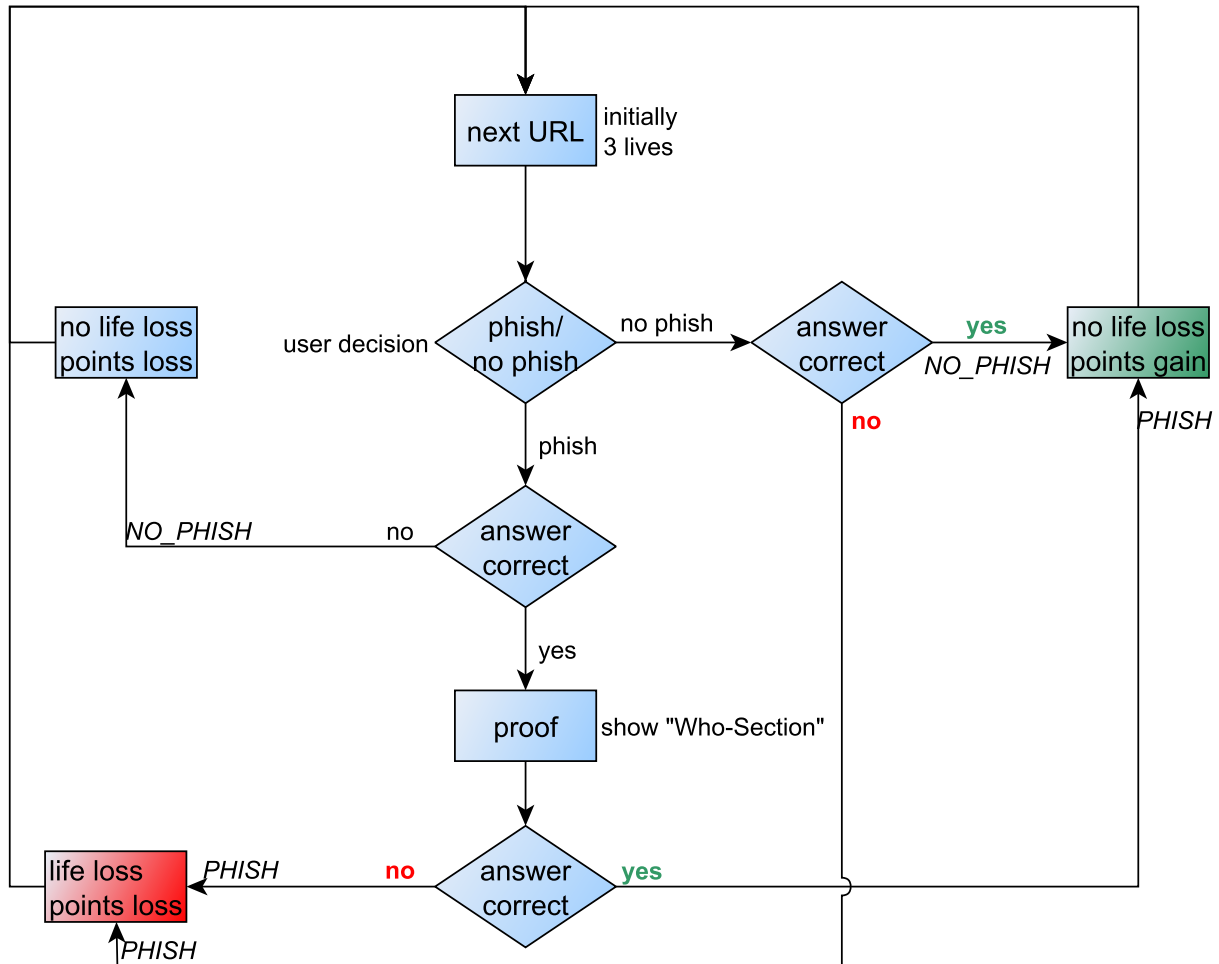 next URL
initially
3 lives
no life loss
points loss
user decision
phish/
no phish
no phish
answer
correct
yes
NO_PHISH
no life loss
points gain
no
PHISH
phish
NO_PHISH
no
answer
correct
yes
proof
show "Who-Section"
life loss
points loss
PHISH
no
answer
correct
yes
PHISH